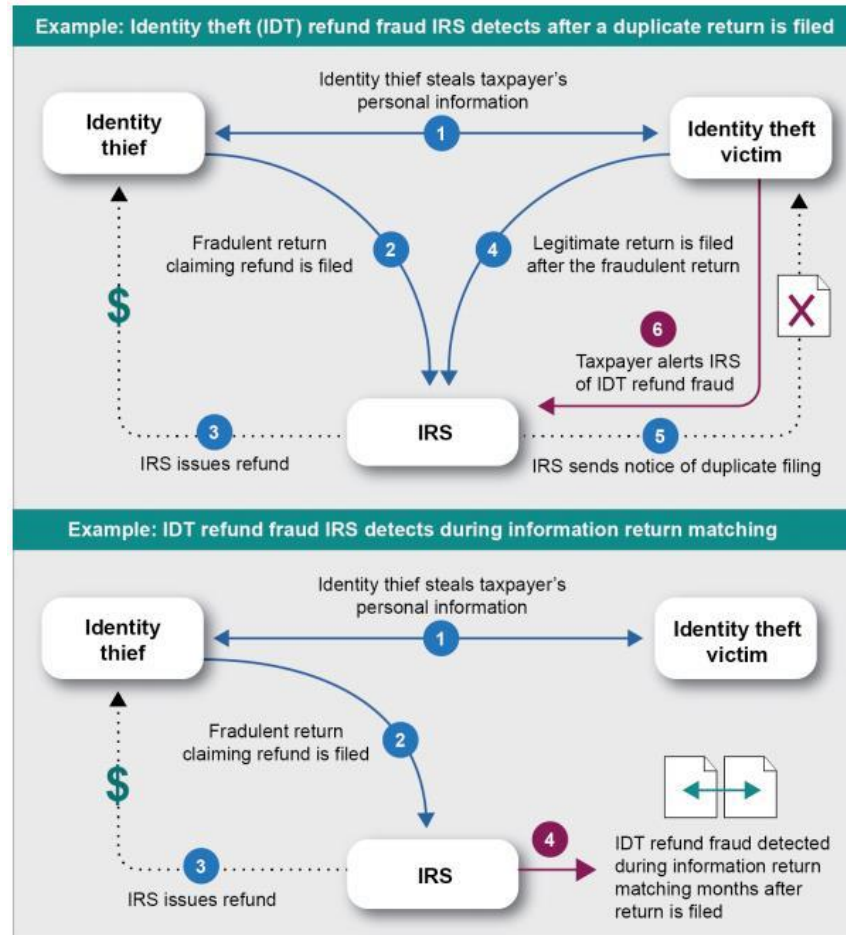 Example: Identity theft (IDT) refund fraud IRS detects after a duplicate return is filed
Identity thief steals taxpayer's
personal information
Identity
thief
1
Identity theft
victim
Fradulent return
claiming refund is filed
2
4
Legitimate return is filed
after the fraudulent return
$
X
6
Taxpayer alerts IRS
of IDT refund fraud
IRS
3
IRS issues refund
5
IRS sends notice of duplicate filing
Example: IDT refund fraud IRS detects during information return matching
Identity thief steals taxpayer's
personal information
Identity
thief
1
Identity theft
victim
Fradulent return
claiming refund is filed
2
$
IRS
3
IRS issues refund
4
IDT refund fraud detected
during information return
matching months after
return is filed